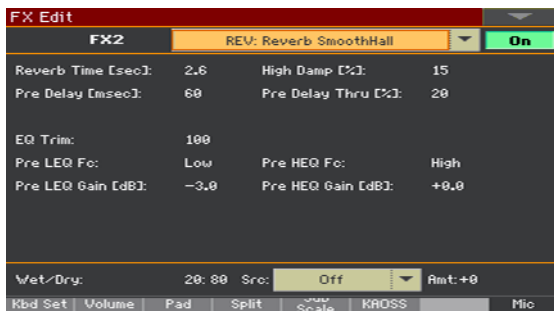 FX Edit
FX2 REV: Reverb SmoothHall On
Reverb Time [sec]: 2.6 High Damp [%]: 15
Pre Delay [msec]: 60 Pre Delay Thru [%]: 20
EQ Trim: 100
Pre LEQ Fc: Low Pre HEQ Fc: High
Pre LEQ Gain [dB]: -3.0 Pre HEQ Gain [dB]: +0.0
Wet/Dry: 20:80 Src: Off Amt:+0
Kbd Set Volume Pad Split Sub Scale KAOSS Mic